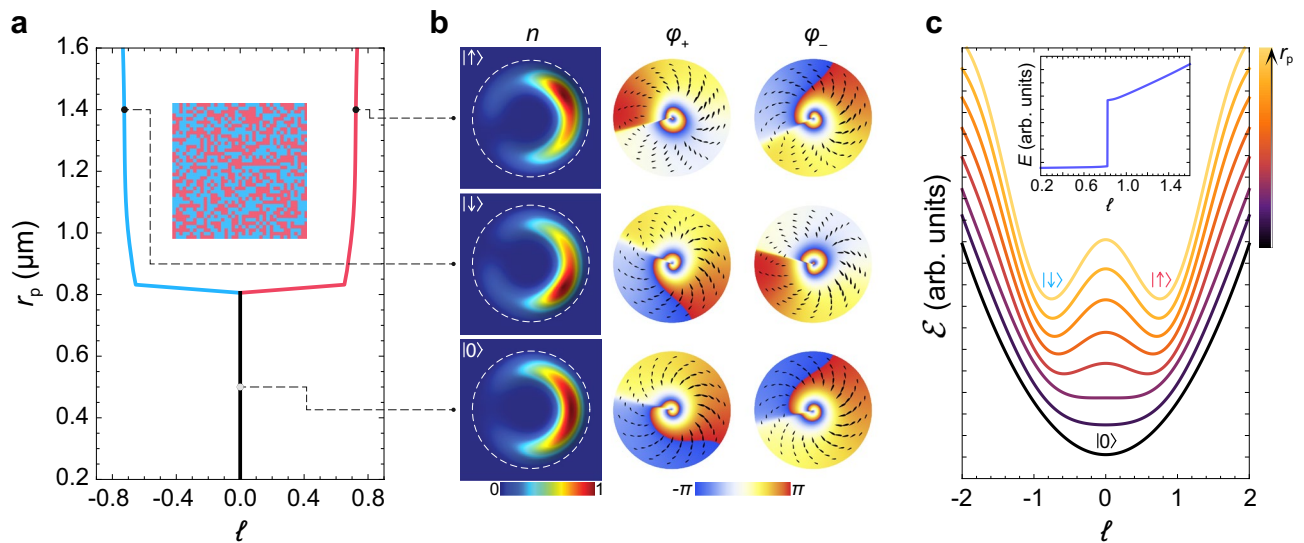 a
1.6
1.4
1.2
1.0
0.8
0.6
0.4
0.2
r_p (μm)
-0.8 -0.4 0.0 0.4 0.8
ℓ
b
n φ₊ φ₋
|↑⟩
|↓⟩
|0⟩
0 1
-π π
c
r_p
ℰ (arb. units)
E (arb. units)
0.2 0.6 1.0 1.4
ℓ
|↓⟩ |↑⟩
|0⟩
-2 -1 0 1 2
ℓ